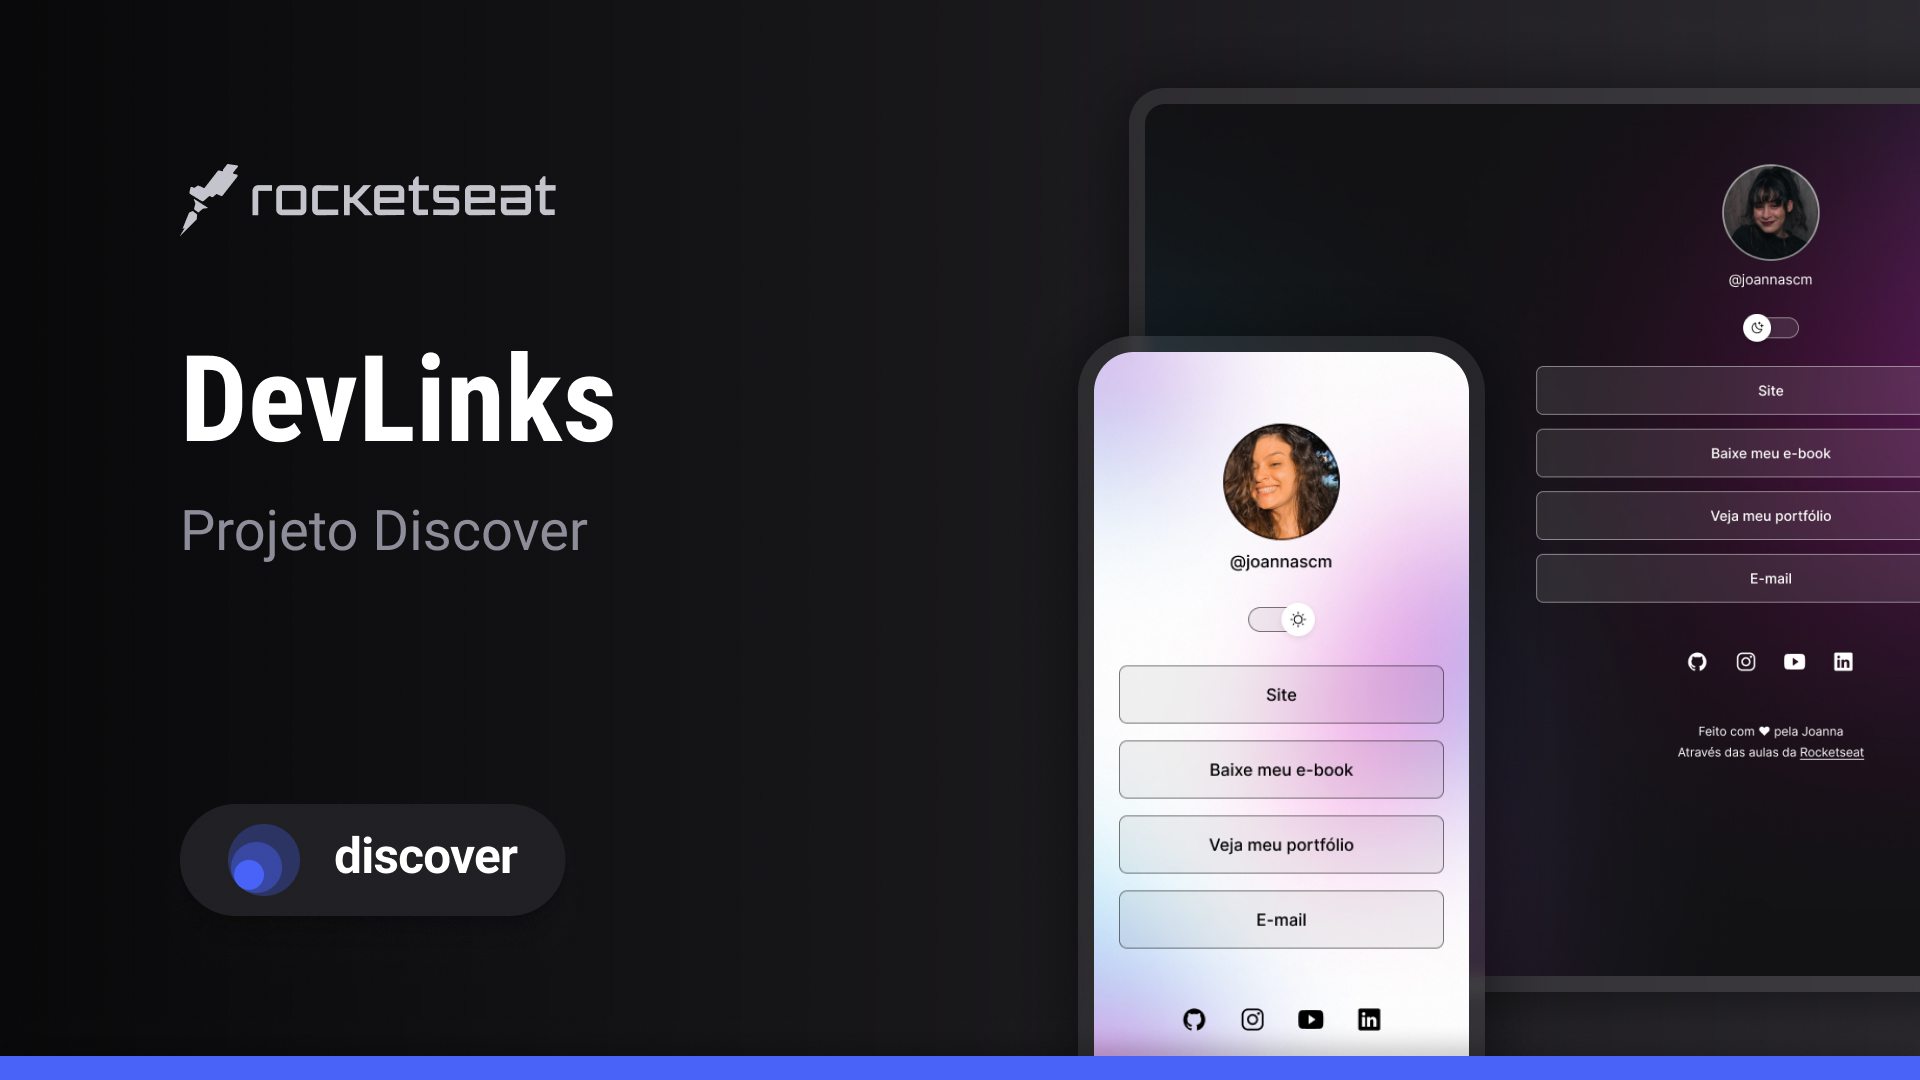 rocketseat
DevLinks
Projeto Discover
discover
@joannascm
Site
Baixe meu e-book
Veja meu portfólio
E-mail
@joannascm
Site
Baixe meu e-book
Veja meu portfólio
E-mail
Feito com ♥ pela Joanna
Através das aulas da Rocketseat